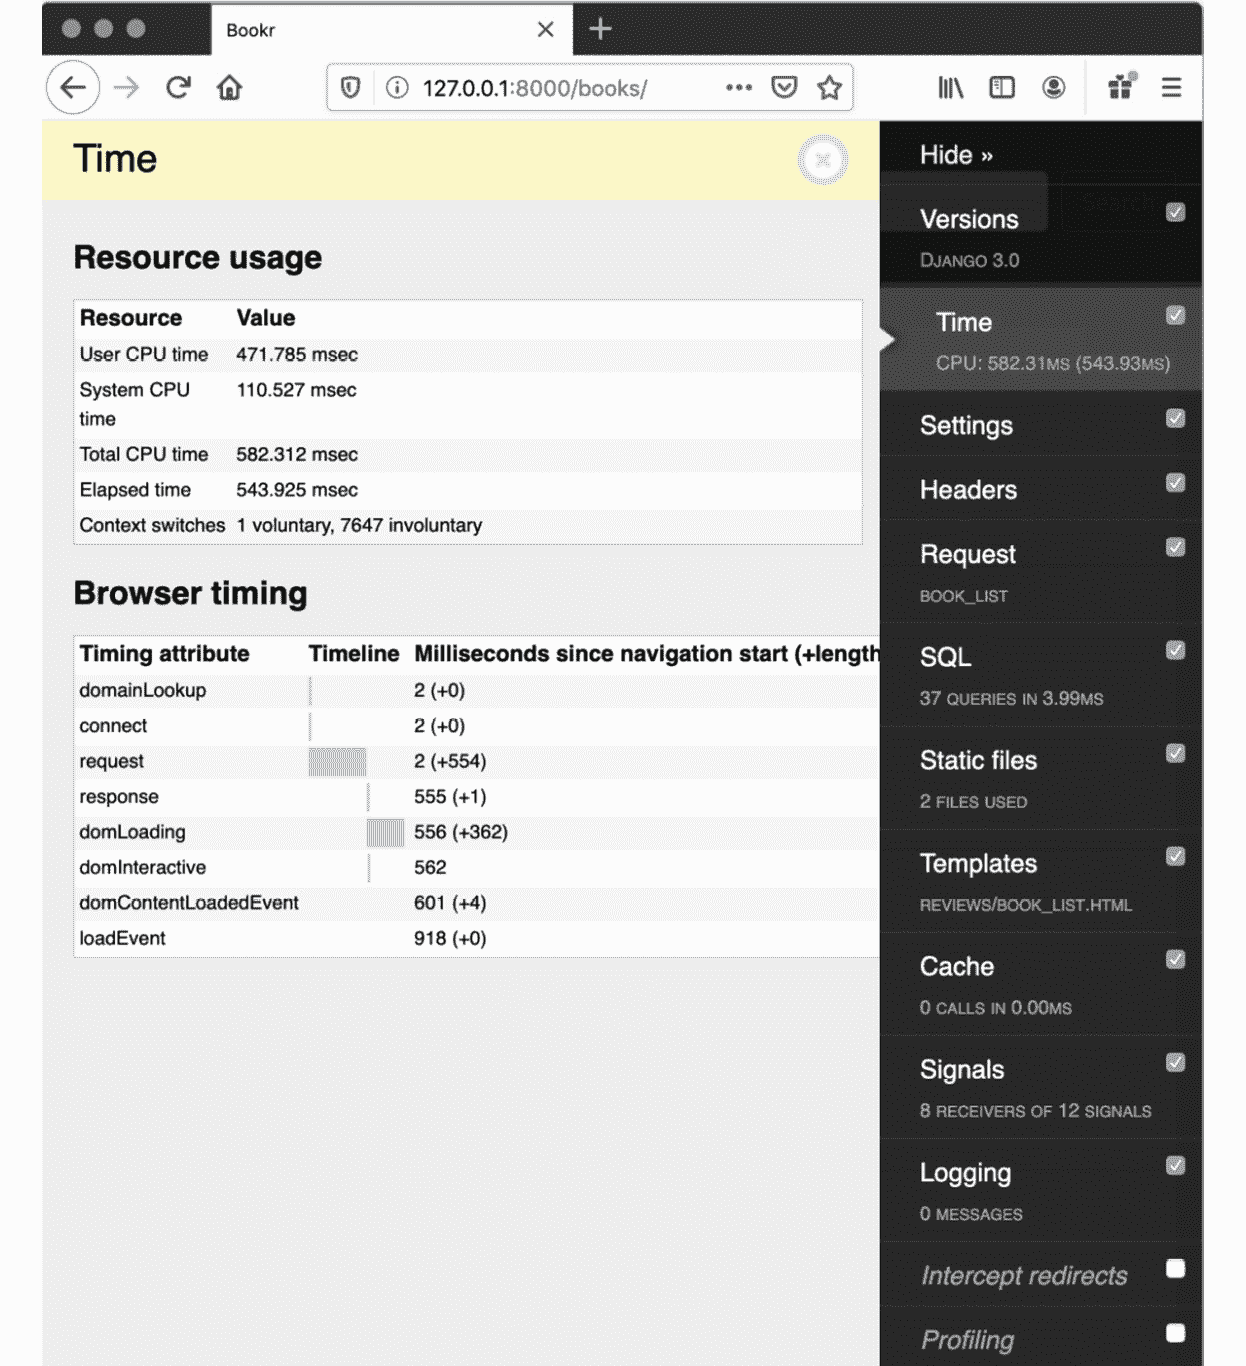 Bookr
127.0.0.1:8000/books/
Time
Resource usage
Resource Value
User CPU time 471.785 msec
System CPU time 110.527 msec
Total CPU time 582.312 msec
Elapsed time 543.925 msec
Context switches 1 voluntary, 7647 involuntary
Browser timing
Timing attribute Timeline Milliseconds since navigation start (+length
domainLookup 2 (+0)
connect 2 (+0)
request 2 (+554)
response 555 (+1)
domLoading 556 (+362)
domInteractive 562
domContentLoadedEvent 601 (+4)
loadEvent 918 (+0)
Hide »
Versions
DJANGO 3.0
Time
CPU: 582.31MS (543.93MS)
Settings
Headers
Request
BOOK_LIST
SQL
37 QUERIES IN 3.99MS
Static files
2 FILES USED
Templates
REVIEWS/BOOK_LIST.HTML
Cache
0 CALLS IN 0.00MS
Signals
8 RECEIVERS OF 12 SIGNALS
Logging
0 MESSAGES
Intercept redirects
Profiling